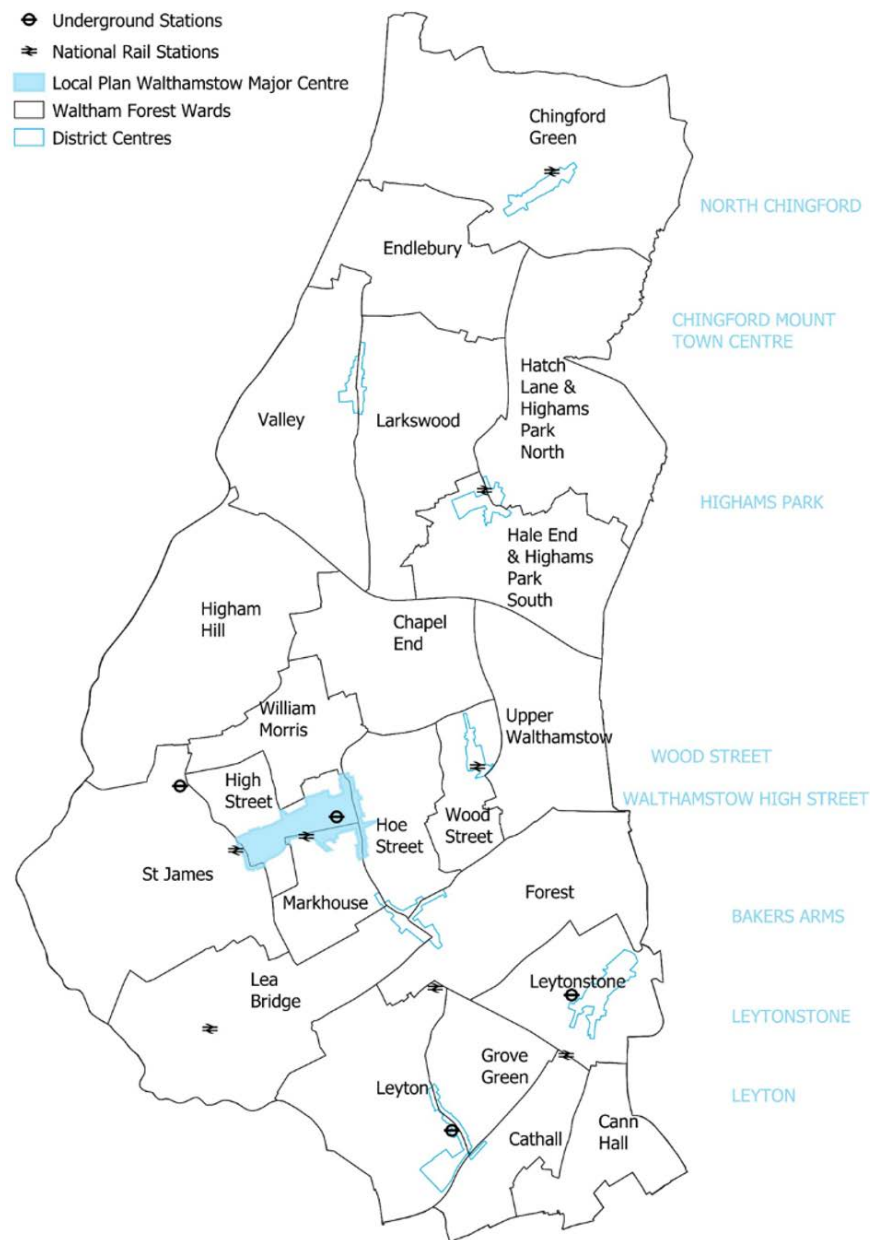 Underground Stations
National Rail Stations
Local Plan Walthamstow Major Centre
Waltham Forest Wards
District Centres
Chingford
Green
NORTH CHINGFORD
Endlebury
CHINGFORD MOUNT
TOWN CENTRE
Hatch
Lane &
Highams
Park
North
Valley
Larkswood
HIGHAMS PARK
Hale End
& Highams
Park
South
Higham
Hill
Chapel
End
William
Morris
Upper
Walthamstow
WOOD STREET
High
Street
WALTHAMSTOW HIGH STREET
Hoe
Street
Wood
Street
St James
Markhouse
Forest
BAKERS ARMS
Lea
Bridge
Leytonstone
LEYTONSTONE
Grove
Green
Leyton
LEYTON
Cathall
Cann
Hall